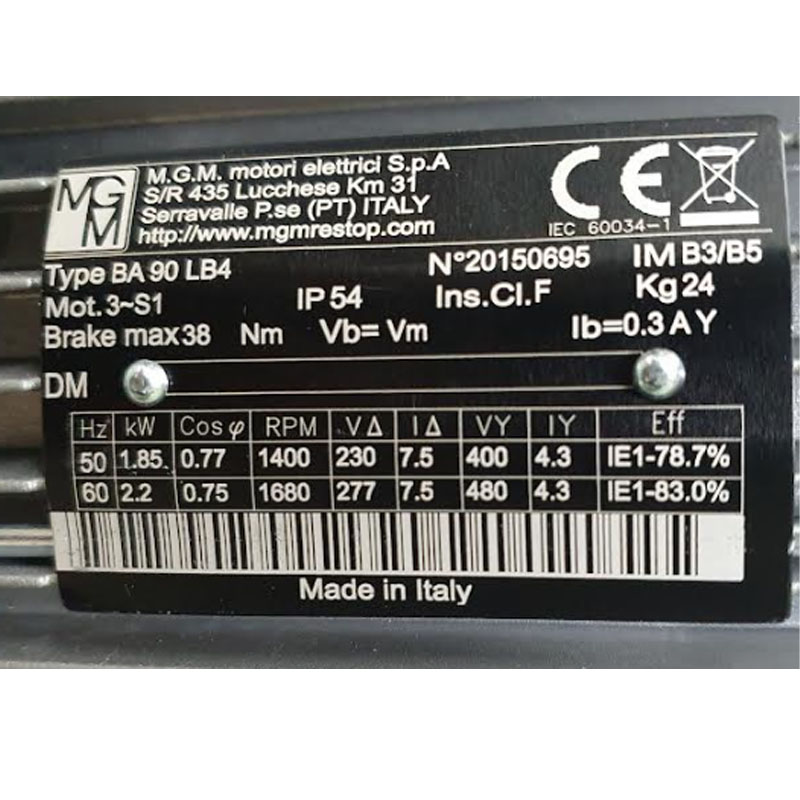 MGM
M.G.M. motori elettrici S.p.A
S/R 435 Lucchese Km 31
Serravalle P.se (PT) ITALY
http://www.mgmrestop.com
CE
IEC 60034-1
Type BA 90 LB4 N°20150695 IM B3/B5
Mot. 3~S1 IP 54 Ins.Cl.F Kg 24
Brake max 38 Nm Vb= Vm Ib=0.3 A Y
DM
Hz kW Cos φ RPM V Δ I Δ VY IY Eff
50 1.85 0.77 1400 230 7.5 400 4.3 IE1-78.7%
60 2.2 0.75 1680 277 7.5 480 4.3 IE1-83.0%
Made in Italy